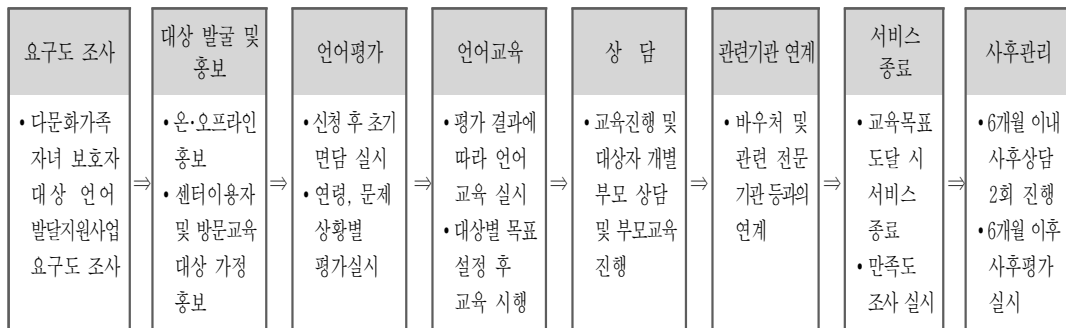 요구도 조사
• 다문화가족
자녀 보호자
대상 언어
발달지원사업
요구도 조사
⇒
대상 발굴 및
홍보
• 온·오프라인
홍보
• 센터이용자
및 방문교육
대상 가정
홍보
⇒
언어평가
• 신청 후 초기
면담 실시
• 연령, 문제
상황별
평가실시
⇒
언어교육
• 평가 결과에
따라 언어
교육 실시
• 대상별 목표
설정 후
교육 시행
⇒
상 담
• 교육진행 및
대상자 개별
부모 상담
및 부모교육
진행
⇒
관련기관 연계
• 바우처 및
관련 전문
기관 등과의
연계
⇒
서비스
종료
• 교육목표
도달 시
서비스
종료
• 만족도
조사 실시
⇒
사후관리
• 6개월 이내
사후상담
2회 진행
• 6개월 이후
사후평가
실시